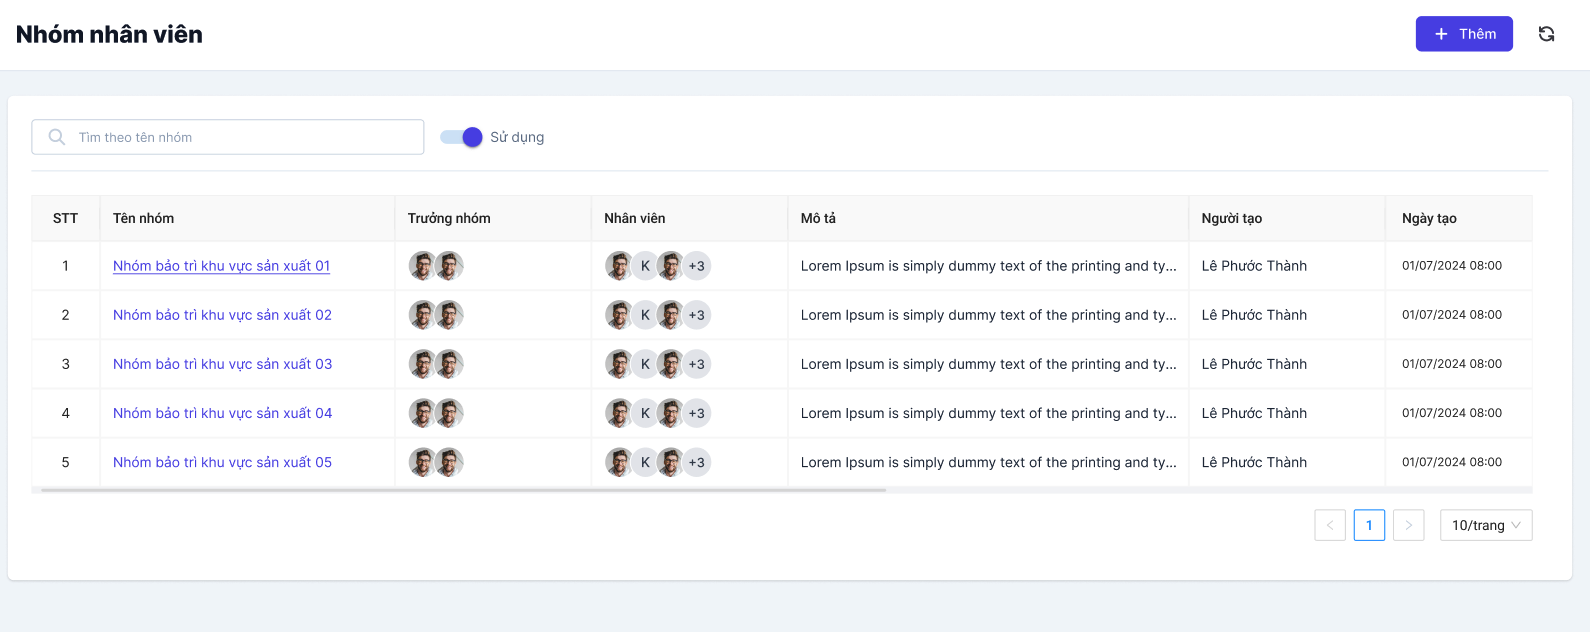 Nhóm nhân viên
Thêm
Tìm theo tên nhóm
Sử dụng
STT Tên nhóm Trưởng nhóm Nhân viên Mô tả Người tạo Ngày tạo
1 Nhóm bảo trì khu vực sản xuất 01 K +3 Lorem Ipsum is simply dummy text of the printing and ty... Lê Phước Thành 01/07/2024 08:00
2 Nhóm bảo trì khu vực sản xuất 02 K +3 Lorem Ipsum is simply dummy text of the printing and ty... Lê Phước Thành 01/07/2024 08:00
3 Nhóm bảo trì khu vực sản xuất 03 K +3 Lorem Ipsum is simply dummy text of the printing and ty... Lê Phước Thành 01/07/2024 08:00
4 Nhóm bảo trì khu vực sản xuất 04 K +3 Lorem Ipsum is simply dummy text of the printing and ty... Lê Phước Thành 01/07/2024 08:00
5 Nhóm bảo trì khu vực sản xuất 05 K +3 Lorem Ipsum is simply dummy text of the printing and ty... Lê Phước Thành 01/07/2024 08:00
1 10/trang